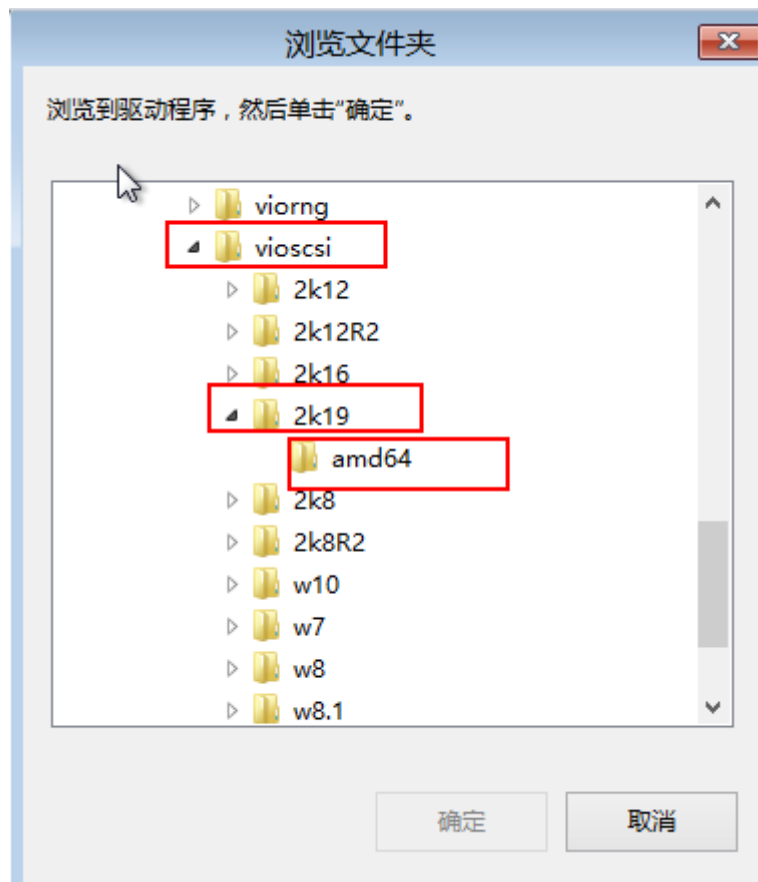 浏览文件夹
浏览到驱动程序，然后单击“确定”。
viorng
vioscsi
2k12
2k12R2
2k16
2k19
amd64
2k8
2k8R2
w10
w7
w8
w8.1
确定
取消